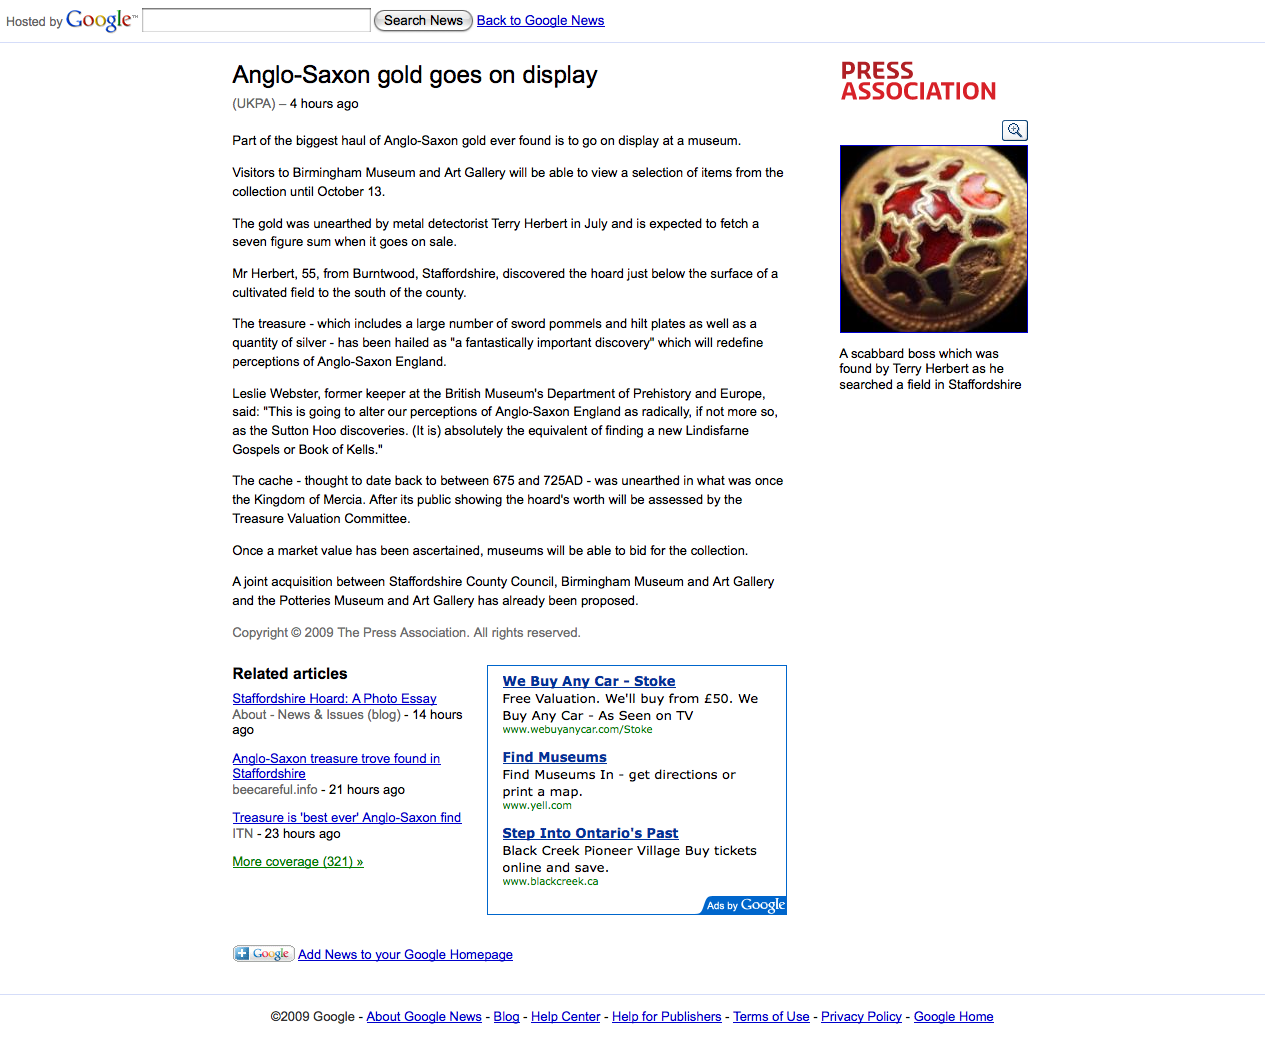 Hosted by Google™ Search News Back to Google News
Anglo-Saxon gold goes on display
(UKPA) – 4 hours ago
Part of the biggest haul of Anglo-Saxon gold ever found is to go on display at a museum.
Visitors to Birmingham Museum and Art Gallery will be able to view a selection of items from the
collection until October 13.
The gold was unearthed by metal detectorist Terry Herbert in July and is expected to fetch a
seven figure sum when it goes on sale.
Mr Herbert, 55, from Burntwood, Staffordshire, discovered the hoard just below the surface of a
cultivated field to the south of the county.
The treasure - which includes a large number of sword pommels and hilt plates as well as a
quantity of silver - has been hailed as "a fantastically important discovery" which will redefine
perceptions of Anglo-Saxon England.
Leslie Webster, former keeper at the British Museum's Department of Prehistory and Europe,
said: "This is going to alter our perceptions of Anglo-Saxon England as radically, if not more so,
as the Sutton Hoo discoveries. (It is) absolutely the equivalent of finding a new Lindisfarne
Gospels or Book of Kells."
The cache - thought to date back to between 675 and 725AD - was unearthed in what was once
the Kingdom of Mercia. After its public showing the hoard's worth will be assessed by the
Treasure Valuation Committee.
Once a market value has been ascertained, museums will be able to bid for the collection.
A joint acquisition between Staffordshire County Council, Birmingham Museum and Art Gallery
and the Potteries Museum and Art Gallery has already been proposed.
Copyright © 2009 The Press Association. All rights reserved.
PRESS
ASSOCIATION
A scabbard boss which was
found by Terry Herbert as he
searched a field in Staffordshire
Related articles
Staffordshire Hoard: A Photo Essay
About - News & Issues (blog) - 14 hours
ago
Anglo-Saxon treasure trove found in
Staffordshire
beecareful.info - 21 hours ago
Treasure is 'best ever' Anglo-Saxon find
ITN - 23 hours ago
More coverage (321) »
We Buy Any Car - Stoke
Free Valuation. We'll buy from £50. We
Buy Any Car - As Seen on TV
www.webuyanycar.com/Stoke
Find Museums
Find Museums In - get directions or
print a map.
www.yell.com
Step Into Ontario's Past
Black Creek Pioneer Village Buy tickets
online and save.
www.blackcreek.ca
Ads by Google
Google Add News to your Google Homepage
©2009 Google - About Google News - Blog - Help Center - Help for Publishers - Terms of Use - Privacy Policy - Google Home